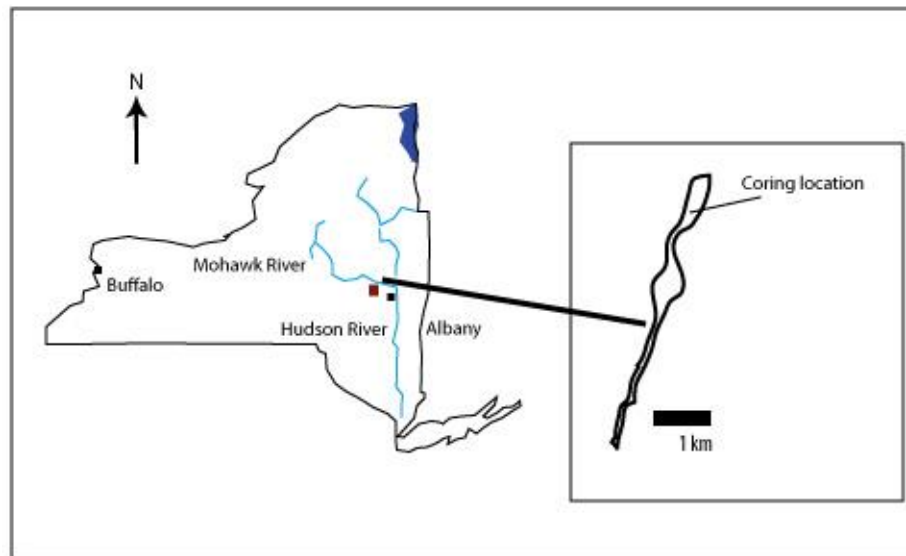 N
Coring location
Mohawk River
Buffalo
Hudson River
Albany
1 km